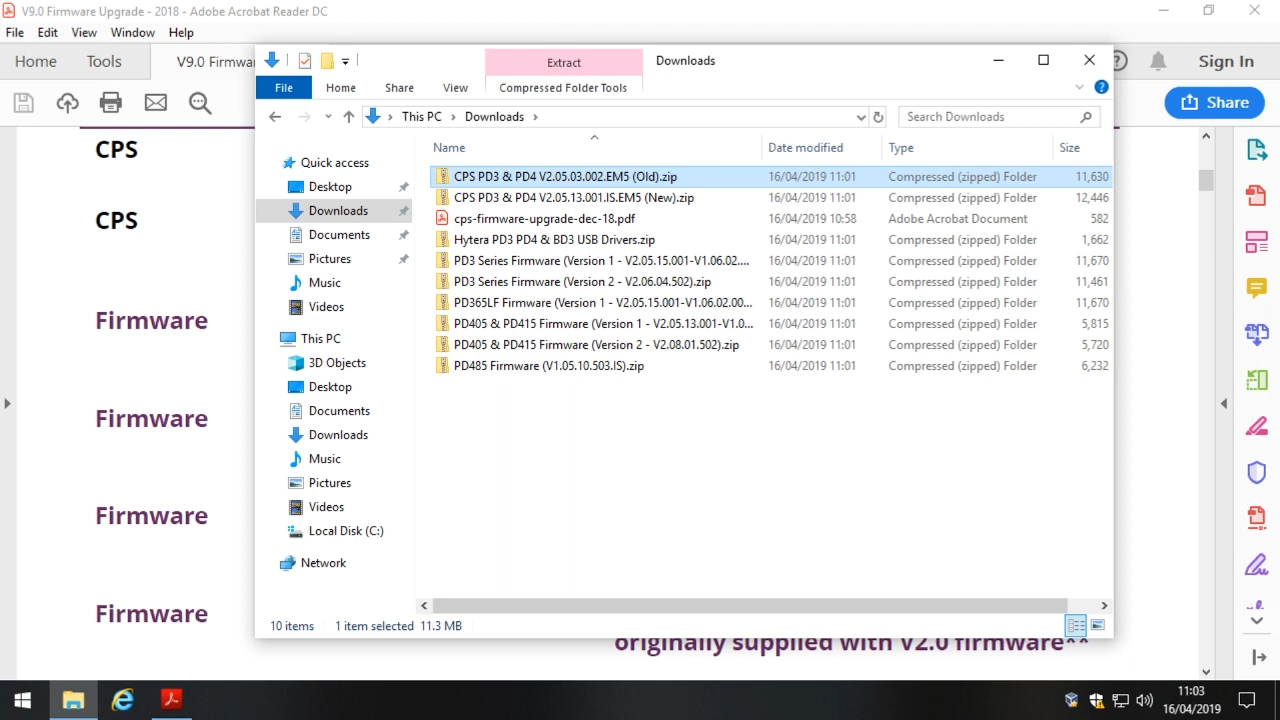 V9.0 Firmware Upgrade - 2018 - Adobe Acrobat Reader DC
File Edit View Window Help
Home Tools V9.0 Firmwar Sign In
Share
Extract Downloads
File Home Share View Compressed Folder Tools
This PC Downloads Search Downloads
Name Date modified Type Size
Quick access
Desktop
Downloads
Documents
Pictures
Music
Videos
This PC
3D Objects
Desktop
Documents
Downloads
Music
Pictures
Videos
Local Disk (C:)
Network
CPS PD3 & PD4 V2.05.03.002.EM5 (Old).zip 16/04/2019 11:01 Compressed (zipped) Folder 11,630
CPS PD3 & PD4 V2.05.13.001.IS.EM5 (New).zip 16/04/2019 11:01 Compressed (zipped) Folder 12,446
cps-firmware-upgrade-dec-18.pdf 16/04/2019 10:58 Adobe Acrobat Document 582
Hytera PD3 PD4 & BD3 USB Drivers.zip 16/04/2019 11:01 Compressed (zipped) Folder 1,662
PD3 Series Firmware (Version 1 - V2.05.15.001-V1.06.02.... 16/04/2019 11:01 Compressed (zipped) Folder 11,670
PD3 Series Firmware (Version 2 - V2.06.04.502).zip 16/04/2019 11:01 Compressed (zipped) Folder 11,461
PD365LF Firmware (Version 1 - V2.05.15.001-V1.06.02.00... 16/04/2019 11:01 Compressed (zipped) Folder 11,670
PD405 & PD415 Firmware (Version 1 - V2.05.13.001-V1.0... 16/04/2019 11:01 Compressed (zipped) Folder 5,815
PD405 & PD415 Firmware (Version 2 - V2.08.01.502).zip 16/04/2019 11:01 Compressed (zipped) Folder 5,720
PD485 Firmware (V1.05.10.503.IS).zip 16/04/2019 11:01 Compressed (zipped) Folder 6,232
10 items 1 item selected 11.3 MB
CPS
CPS
Firmware
Firmware
Firmware
Firmware
originally supplied with V2.0 firmware**
11:03
16/04/2019